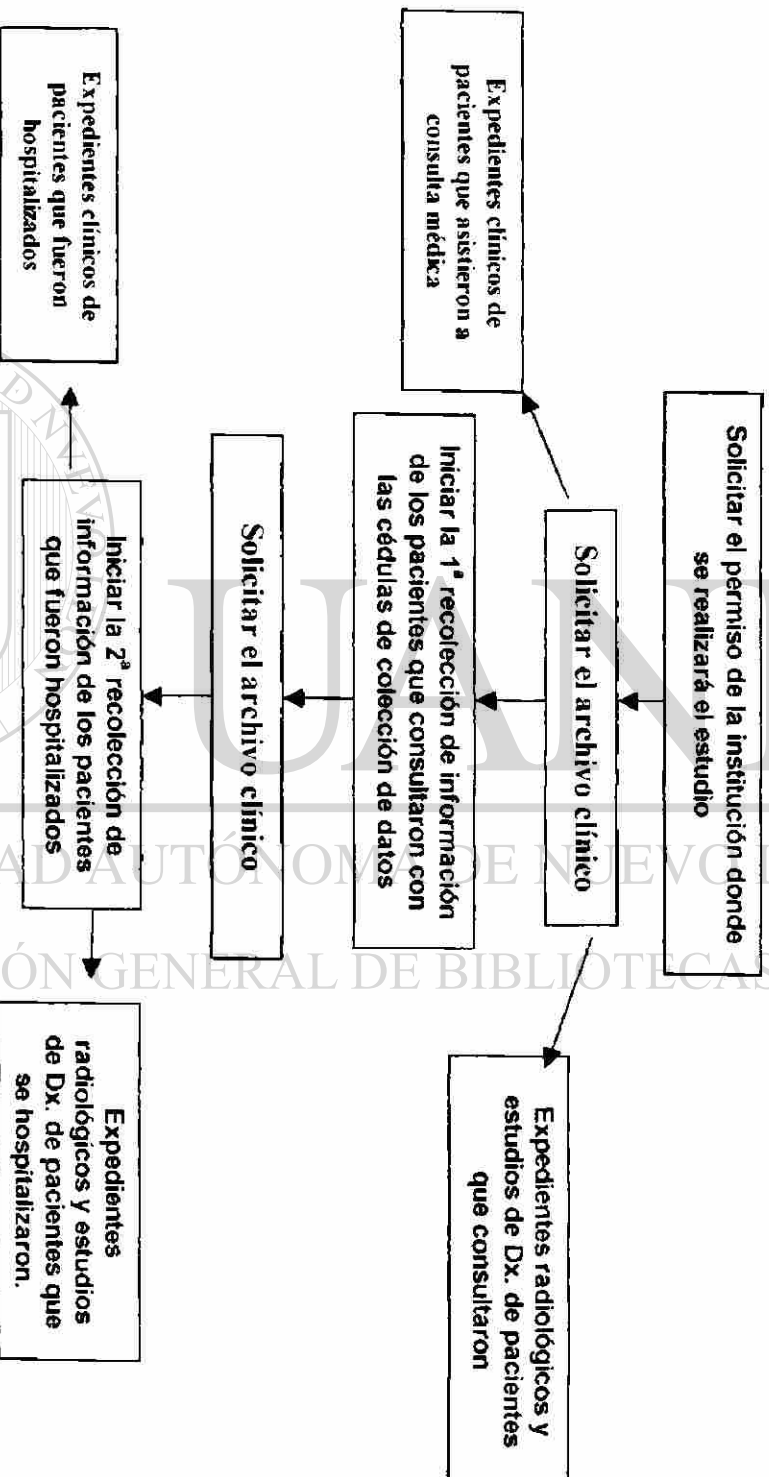 Solicitar el permiso de la institución donde
se realizará el estudio
Solicitar el archivo clínico
Expedientes clínicos de
pacientes que asistieron a
consulta médica
Expedientes radiológicos y
estudios de Dx. de pacientes
que consultaron
Iniciar la 1ª recolección de información
de los pacientes que consultaron con
las cédulas de colección de datos
Solicitar el archivo clínico
Iniciar la 2ª recolección de
información de los pacientes
que fueron hospitalizados
Expedientes clínicos de
pacientes que fueron
hospitalizados
Expedientes
radiológicos y estudios
de Dx. de pacientes que
se hospitalizaron.
UAN
AD AUTÓNOMA DE NUEVO
IÓN GENERAL DE BIBLIOTECAS